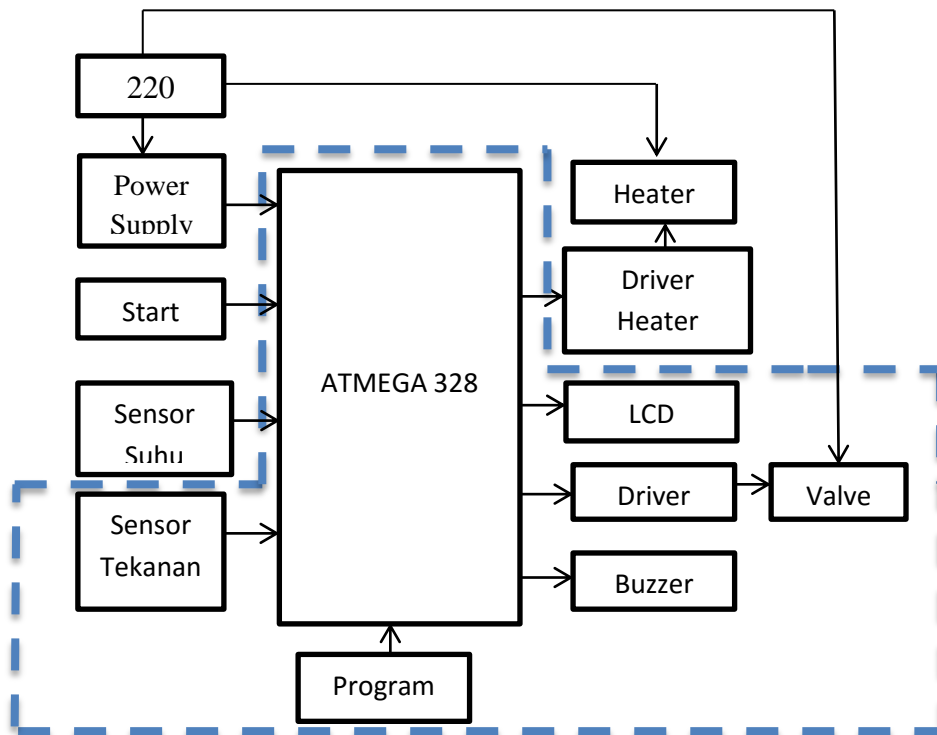 220
Power
Supply
Start
Sensor
Suhu
Sensor
Tekanan
ATMEGA 328
Program
Heater
Driver
Heater
LCD
Driver
Valve
Buzzer